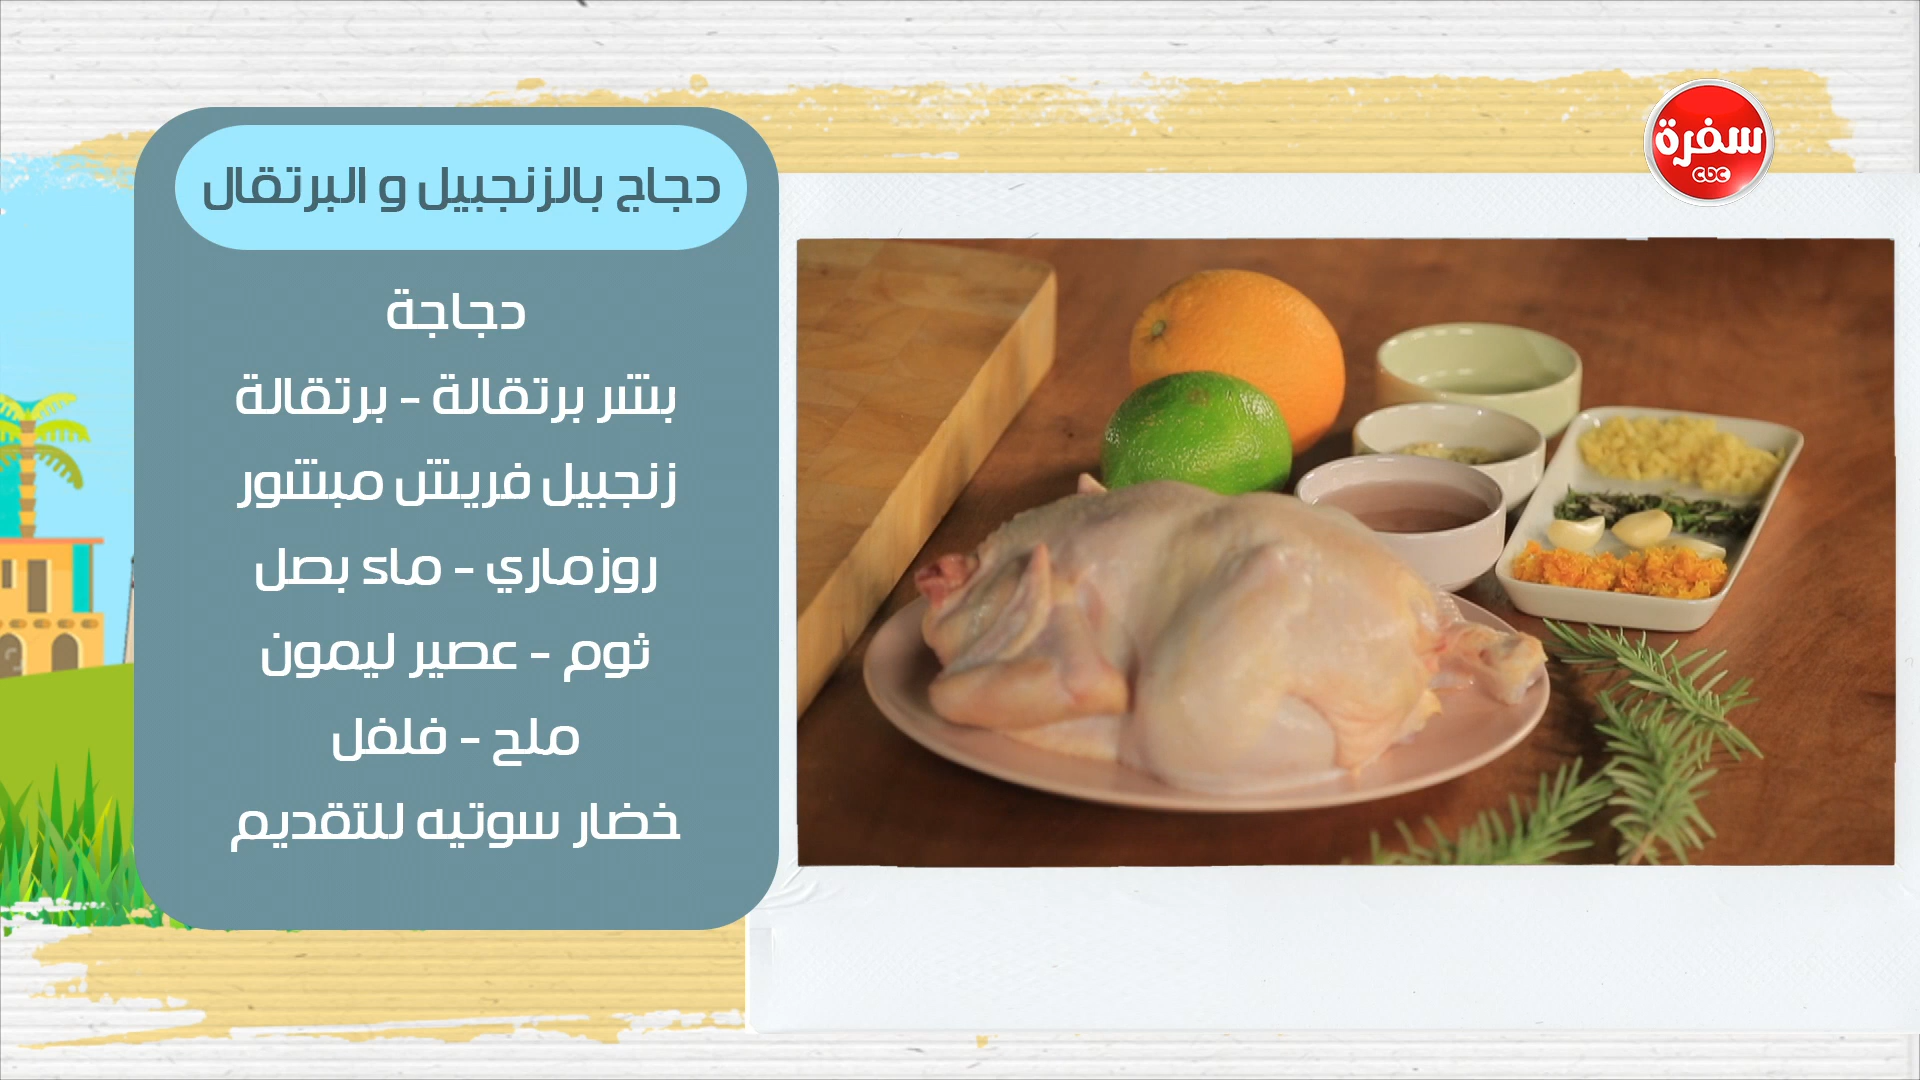 دجاج بالزنجبيل و البرتقال
دجاجة
بشر برتقالة - برتقالة
زنجبيل فريش مبشور
روزماري - ماء بصل
ثوم - عصير ليمون
ملح - فلفل
خضار سوتيه للتقديم
سفرة
cbc